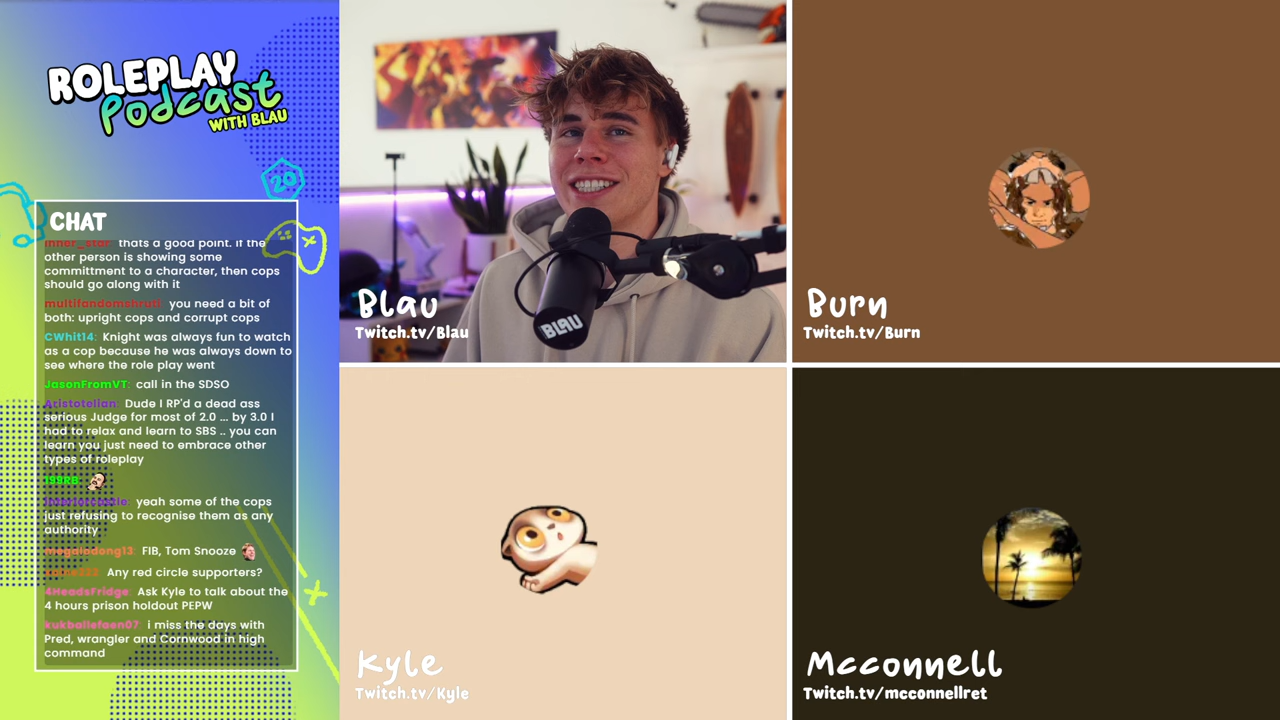 ROLEPLAY
Podcast
WITH BLAU
20
CHAT
inner_star: thats a good point. if the
other person is showing some
committment to a character, then cops
should go along with it
you need a bit of
both: upright cops and corrupt cops
CWhit14: Knight was always fun to watch
as a cop because he was always down to
see where the role play went
JasonFromVT: call in the SDSO
Aristotelian: Dude I RP'd a dead ass
serious Judge for most of 2.0 ... by 3.0 I
had to relax and learn to SBS .. you can
learn you just need to embrace other
types of roleplay
yeah some of the cops
just refusing to recognise them as any
authority
megalodong13: FIB, Tom Snooze
Any red circle supporters?
4HeadsFridge: Ask Kyle to talk about the
4 hours prison holdout PEPW
kukballefaen07: i miss the days with
Pred, wrangler and Cornwood in high
command
BLAU
Blau
Twitch.tv/Blau
Burn
Twitch.tv/Burn
Kyle
Twitch.tv/Kyle
Mcconnell
Twitch.tv/mcconnellret